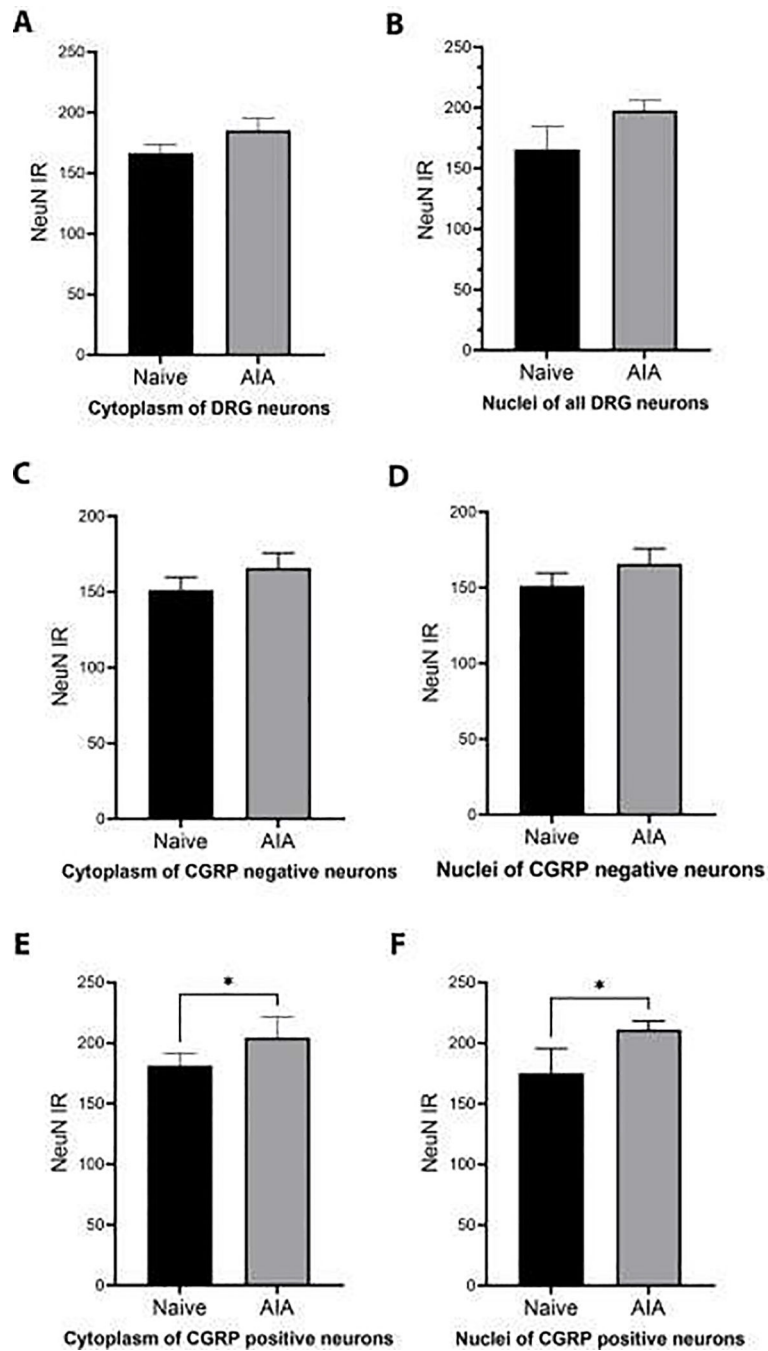 A
250
200
150
100
50
0
NeuN IR
Naive AIA
Cytoplasm of DRG neurons
B
250
200
150
100
50
0
NeuN IR
Naive AIA
Nuclei of all DRG neurons
C
200
150
100
50
0
NeuN IR
Naive AIA
Cytoplasm of CGRP negative neurons
D
200
150
100
50
0
NeuN IR
Naive AIA
Nuclei of CGRP negative neurons
E
250
200
150
100
50
0
NeuN IR
*
Naive AIA
Cytoplasm of CGRP positive neurons
F
250
200
150
100
50
0
NeuN IR
*
Naive AIA
Nuclei of CGRP positive neurons